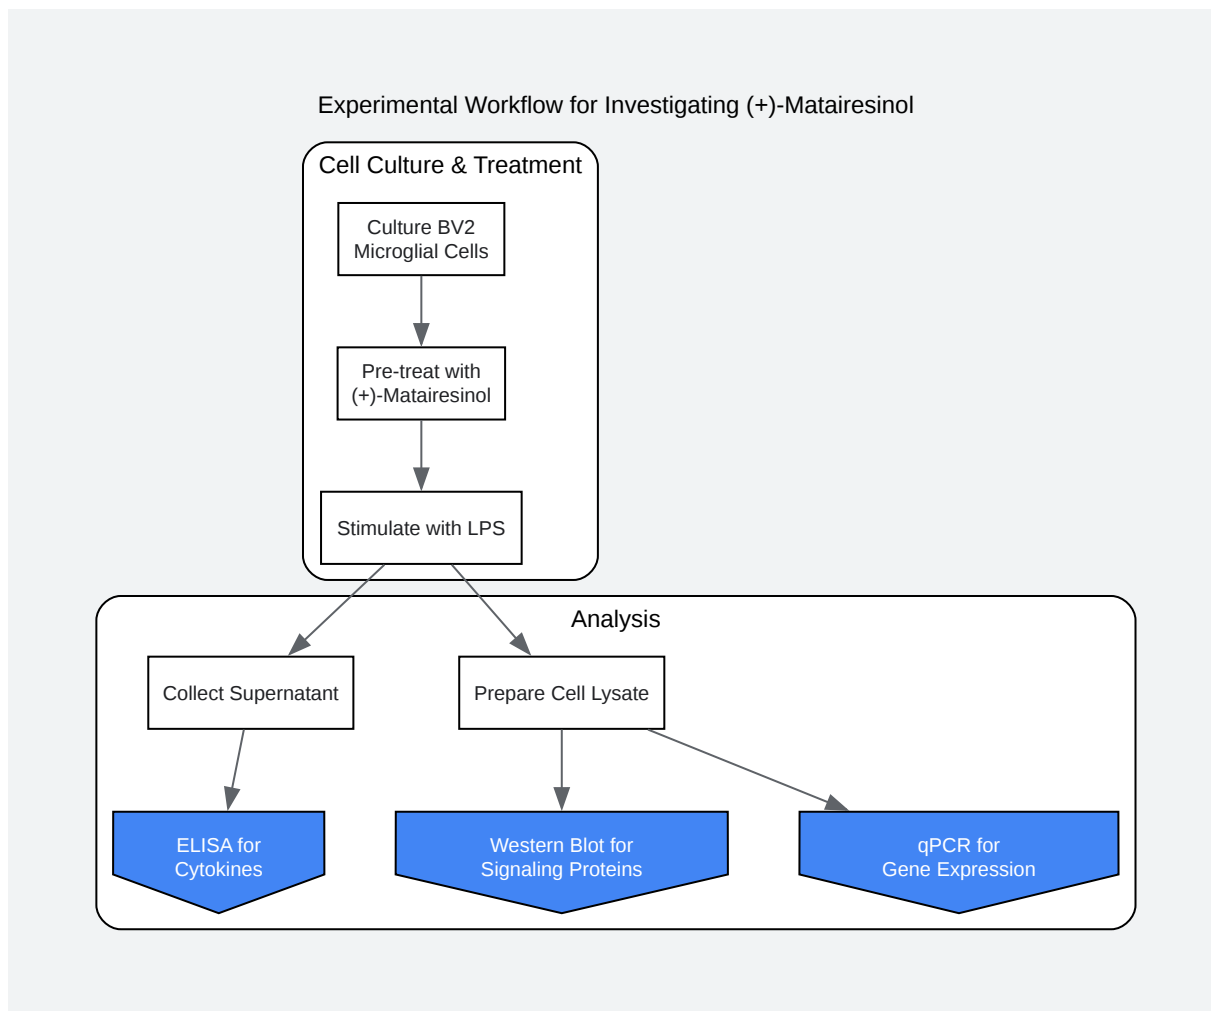 Experimental Workflow for Investigating (+)-Matairesinol
Cell Culture & Treatment
Culture BV2
Microglial Cells
Pre-treat with
(+)-Matairesinol
Stimulate with LPS
Analysis
Collect Supernatant
Prepare Cell Lysate
ELISA for
Cytokines
Western Blot for
Signaling Proteins
qPCR for
Gene Expression